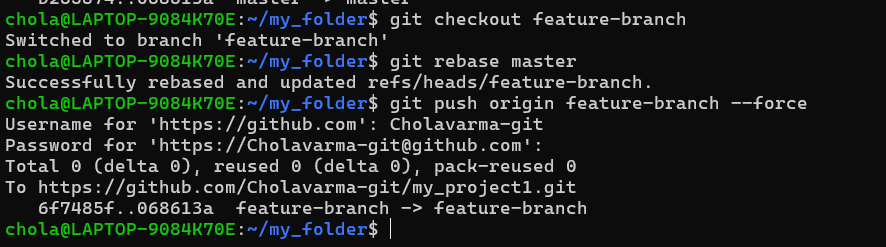 chola@LAPTOP-9084K70E:~/my_folder$ git checkout feature-branch
Switched to branch 'feature-branch'
chola@LAPTOP-9084K70E:~/my_folder$ git rebase master
Successfully rebased and updated refs/heads/feature-branch.
chola@LAPTOP-9084K70E:~/my_folder$ git push origin feature-branch --force
Username for 'https://github.com': Cholavarma-git
Password for 'https://Cholavarma-git@github.com':
Total 0 (delta 0), reused 0 (delta 0), pack-reused 0
To https://github.com/Cholavarma-git/my_project1.git
   6f7485f..068613a  feature-branch -> feature-branch
chola@LAPTOP-9084K70E:~/my_folder$